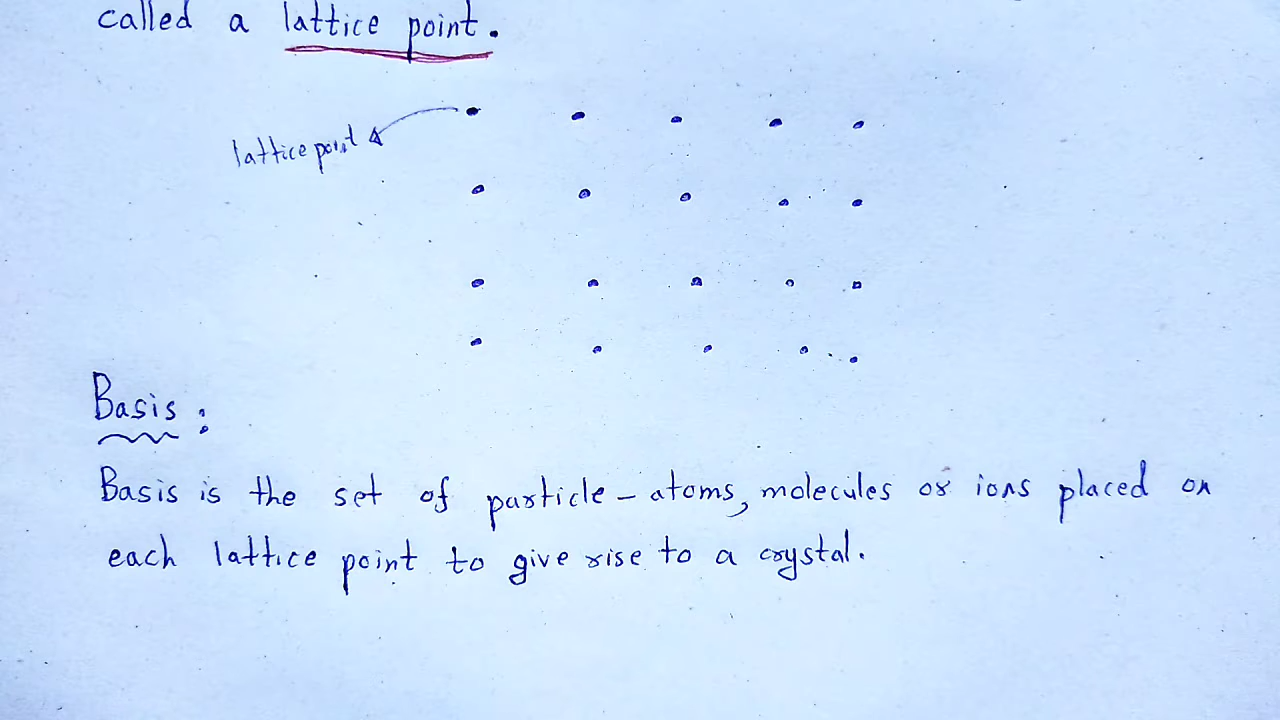 called a lattice point.
lattice point
Basis :
Basis is the set of particle - atoms, molecules or ions placed on
each lattice point to give rise to a crystal.